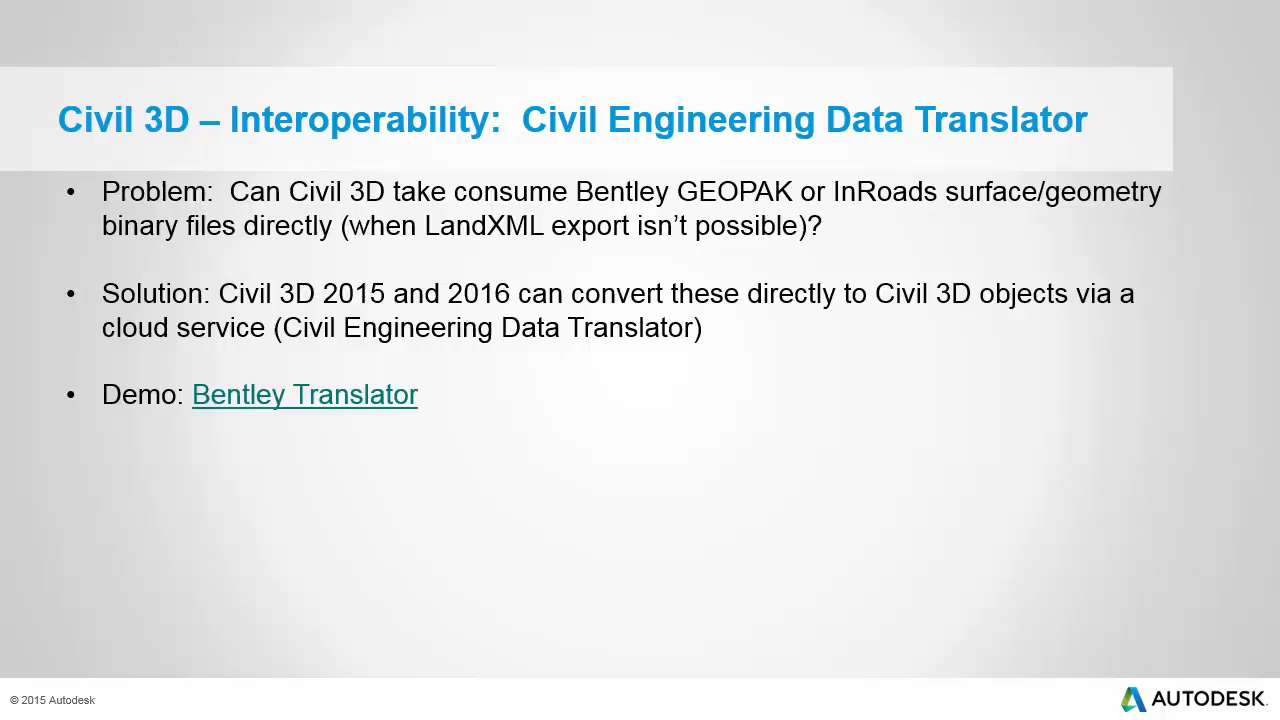 Civil 3D – Interoperability:  Civil Engineering Data Translator
• Problem:  Can Civil 3D take consume Bentley GEOPAK or InRoads surface/geometry
binary files directly (when LandXML export isn’t possible)?
• Solution: Civil 3D 2015 and 2016 can convert these directly to Civil 3D objects via a
cloud service (Civil Engineering Data Translator)
• Demo: Bentley Translator
© 2015 Autodesk
AUTODESK.